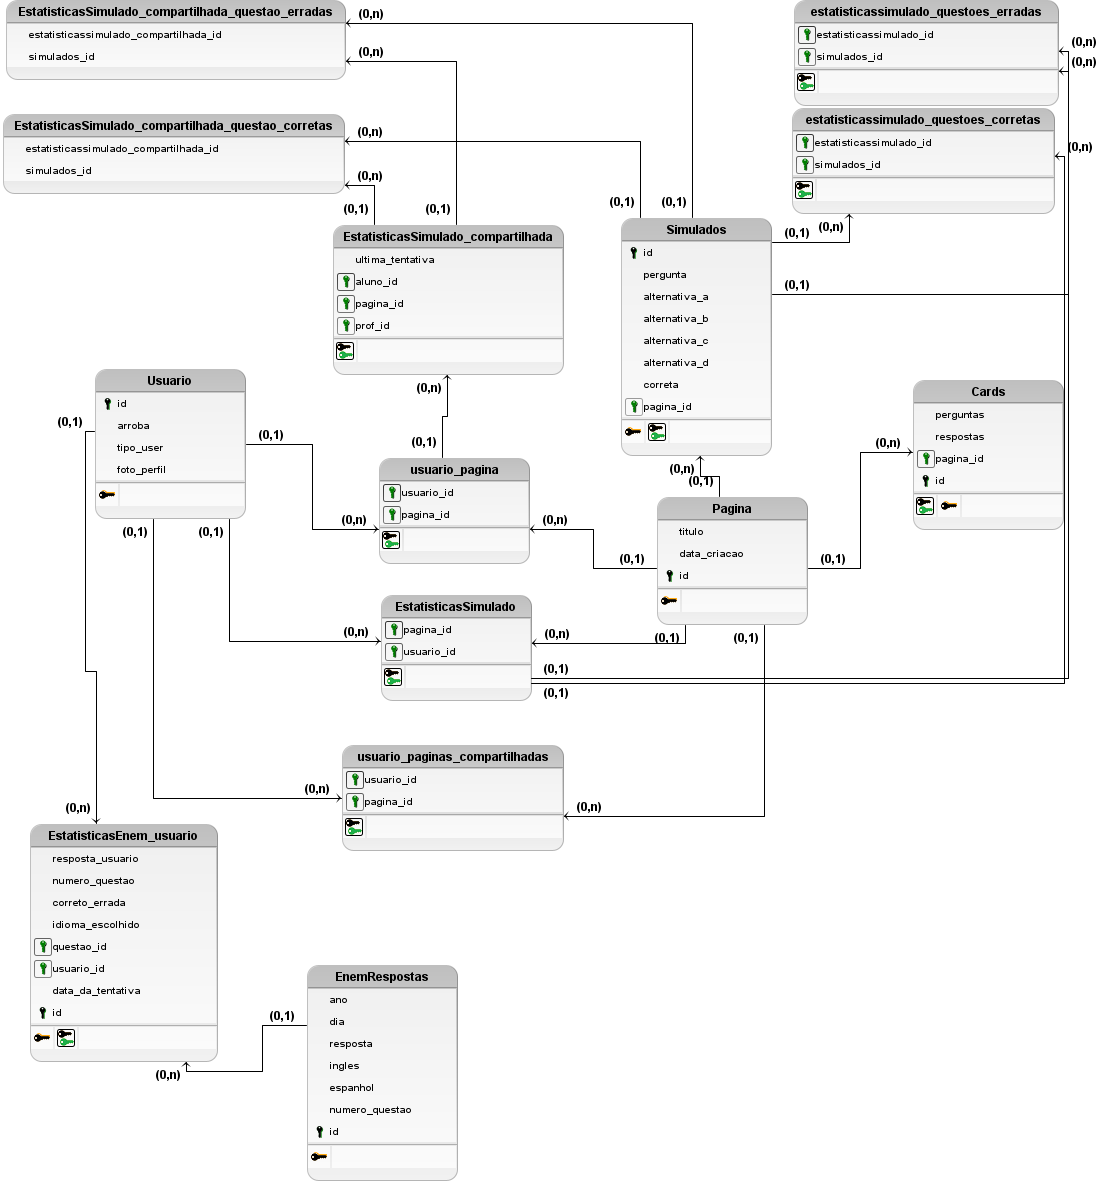 EstatisticasSimulado_compartilhada_questao_erradas
estatisticassimulado_compartilhada_id
simulados_id
(0,n)
(0,n)
estatisticassimulado_questoes_erradas
estatisticassimulado_id
simulados_id
(0,n)
(0,n)
EstatisticasSimulado_compartilhada_questao_corretas
estatisticassimulado_compartilhada_id
simulados_id
(0,n)
(0,n)
estatisticassimulado_questoes_corretas
estatisticassimulado_id
simulados_id
(0,n)
(0,1)
(0,1)
(0,1)
(0,1)
EstatisticasSimulado_compartilhada
ultima_tentativa
aluno_id
pagina_id
prof_id
(0,n)
Simulados
id
pergunta
alternativa_a
alternativa_b
alternativa_c
alternativa_d
correta
pagina_id
(0,1)
(0,n)
(0,1)
(0,n)
(0,1)
Usuario
id
arroba
tipo_user
foto_perfil
(0,1)
(0,1)
(0,1)
(0,1)
(0,1)
usuario_pagina
usuario_id
pagina_id
(0,n)
(0,n)
Cards
perguntas
respostas
pagina_id
id
(0,n)
Pagina
titulo
data_criacao
id
(0,1)
(0,1)
(0,1)
(0,1)
EstatisticasSimulado
pagina_id
usuario_id
(0,n)
(0,n)
(0,1)
(0,1)
usuario_paginas_compartilhadas
usuario_id
pagina_id
(0,n)
(0,n)
(0,n)
EstatisticasEnem_usuario
resposta_usuario
numero_questao
correto_errada
idioma_escolhido
questao_id
usuario_id
data_da_tentativa
id
(0,n)
(0,1)
EnemRespostas
ano
dia
resposta
ingles
espanhol
numero_questao
id